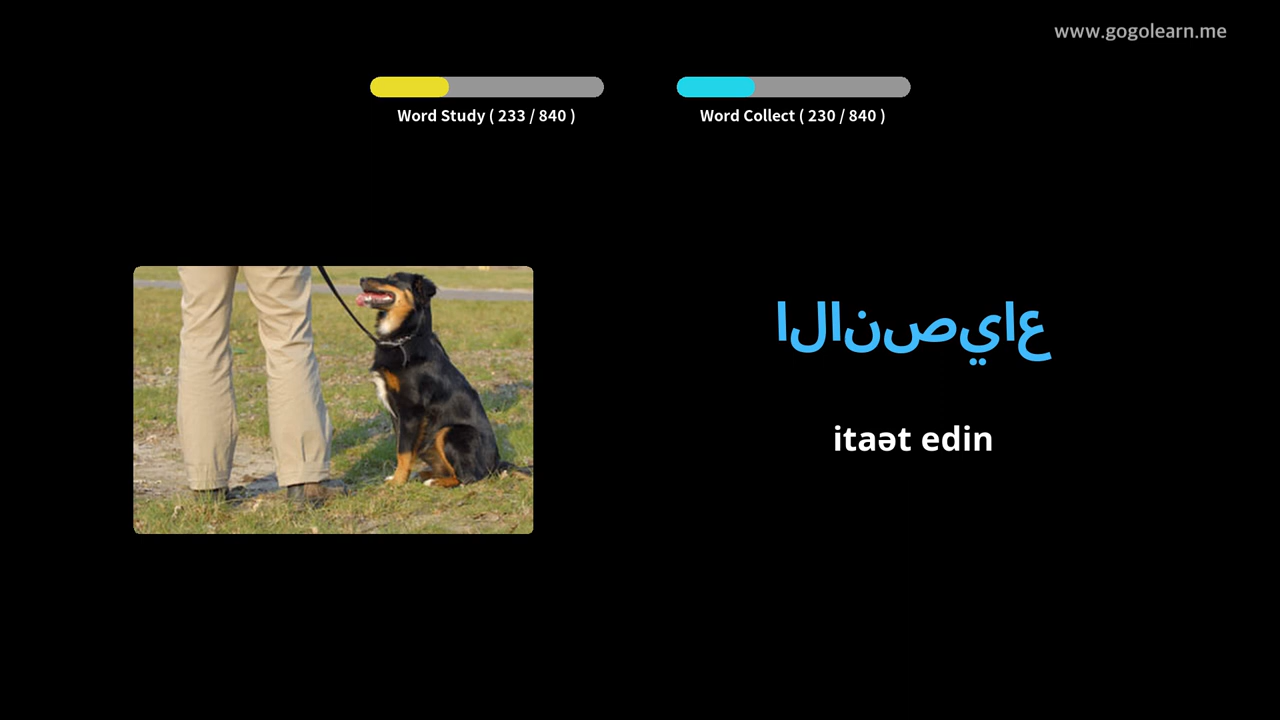 www.gogolearn.me
Word Study ( 233 / 840 )
Word Collect ( 230 / 840 )
الانصياع
itaət edin